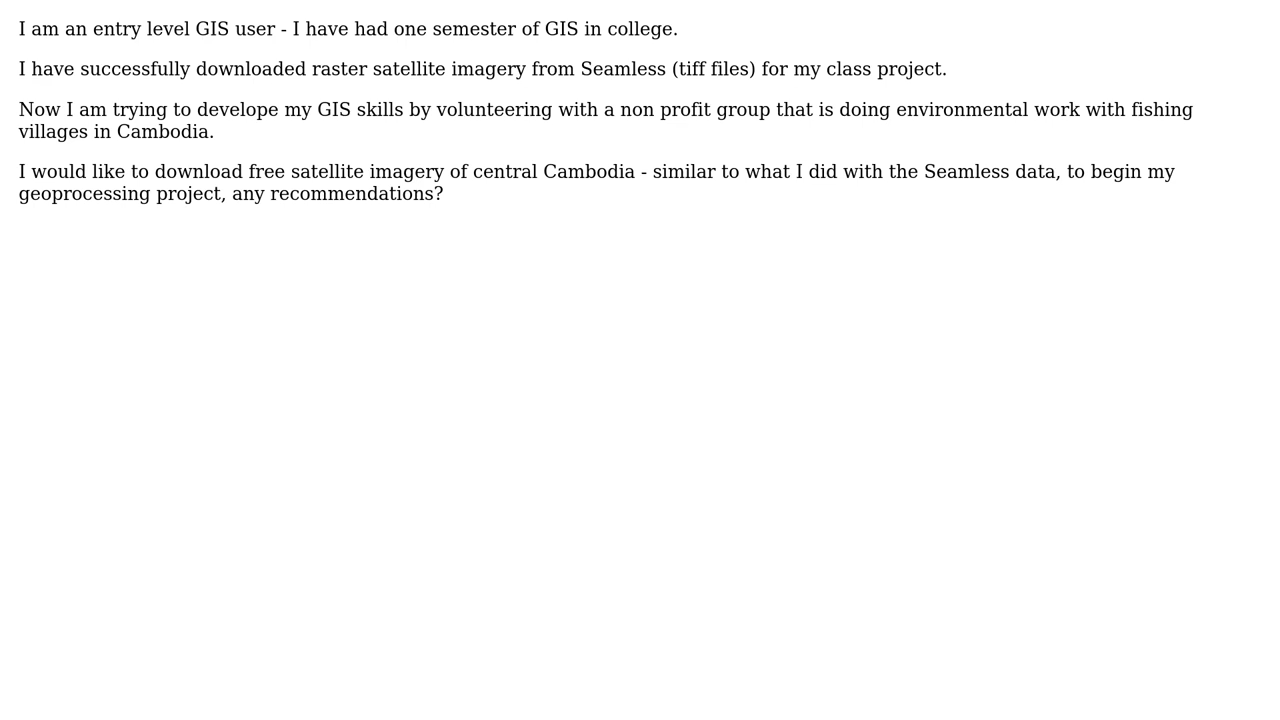 I am an entry level GIS user - I have had one semester of GIS in college.
I have successfully downloaded raster satellite imagery from Seamless (tiff files) for my class project.
Now I am trying to develope my GIS skills by volunteering with a non profit group that is doing environmental work with fishing
villages in Cambodia.
I would like to download free satellite imagery of central Cambodia - similar to what I did with the Seamless data, to begin my
geoprocessing project, any recommendations?